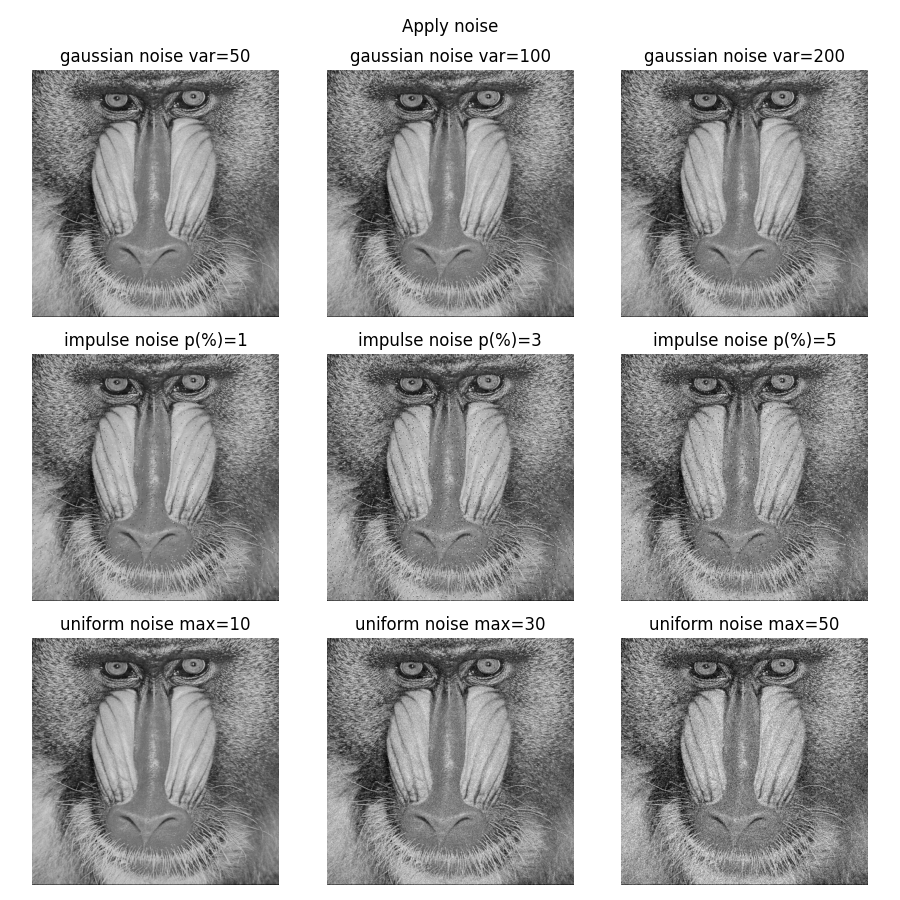 Apply noise
gaussian noise var=50
gaussian noise var=100
gaussian noise var=200
impulse noise p(%)=1
impulse noise p(%)=3
impulse noise p(%)=5
uniform noise max=10
uniform noise max=30
uniform noise max=50